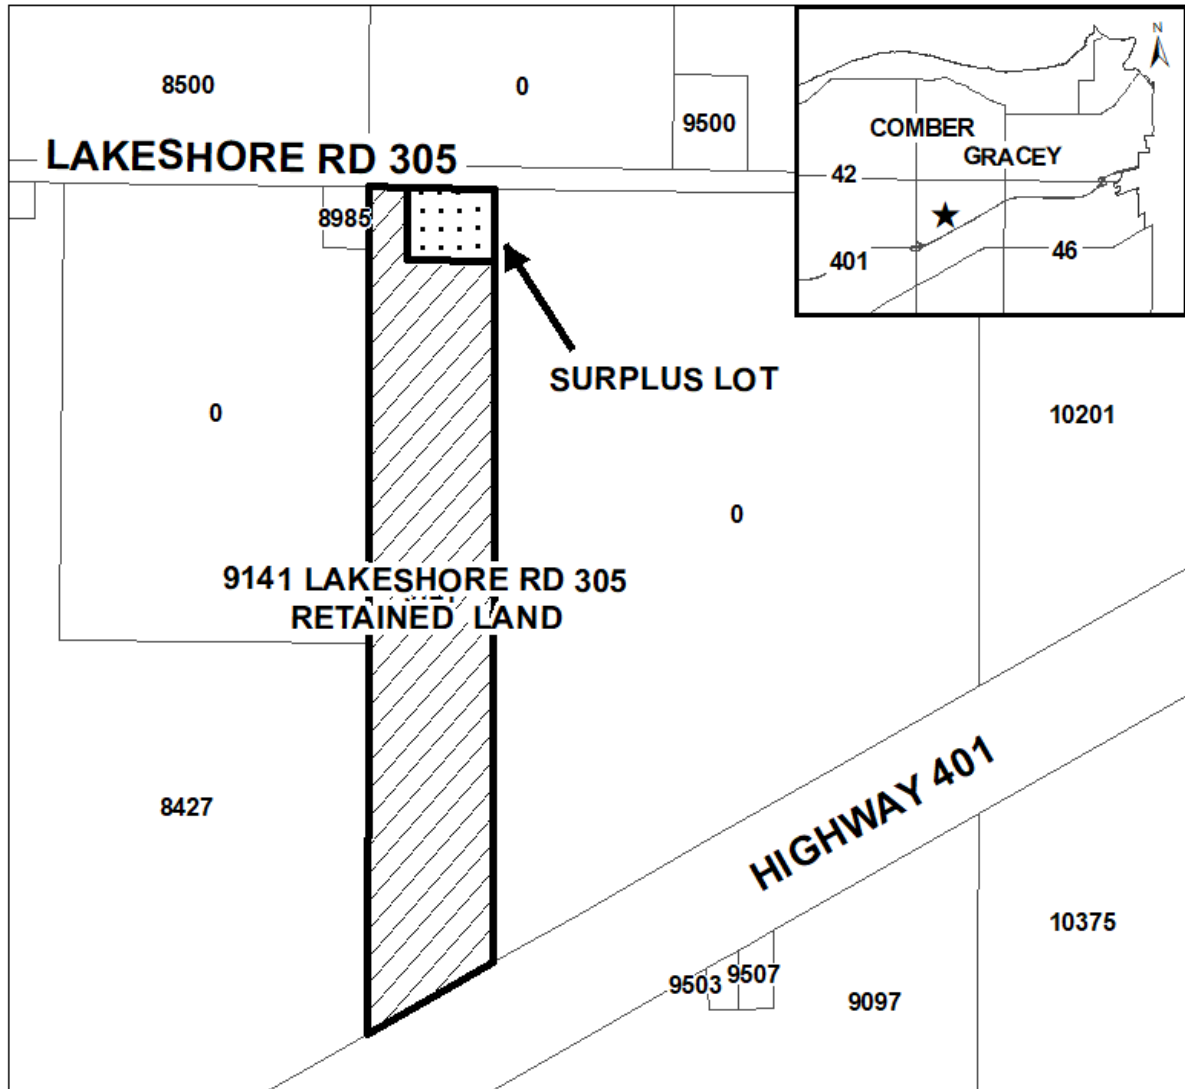 8500
0
9500
LAKESHORE RD 305
8985
SURPLUS LOT
0
10201
0
9141 LAKESHORE RD 305
RETAINED LAND
8427
HIGHWAY 401
10375
9503
9507
9097
N
COMBER
GRACEY
42
401
46